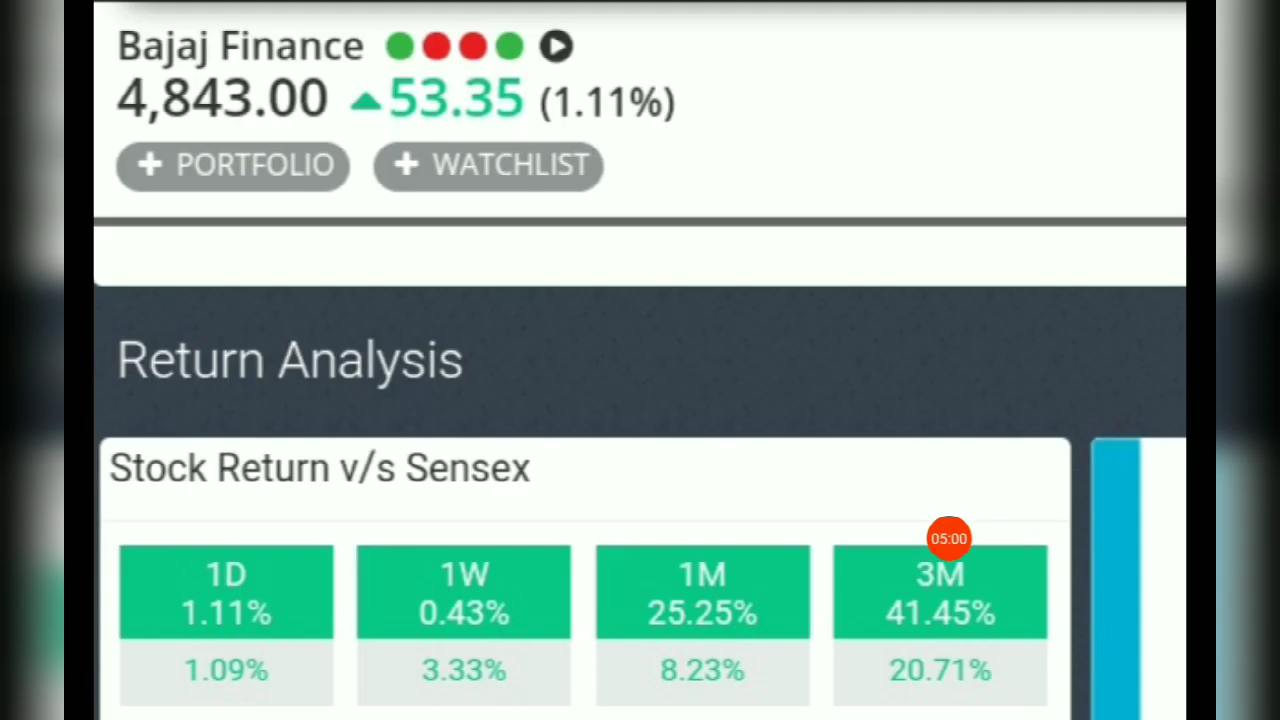 Bajaj Finance
4,843.00 53.35 (1.11%)
+ PORTFOLIO + WATCHLIST
Return Analysis
Stock Return v/s Sensex
05:00
1D 1W 1M 3M
1.11% 0.43% 25.25% 41.45%
1.09% 3.33% 8.23% 20.71%